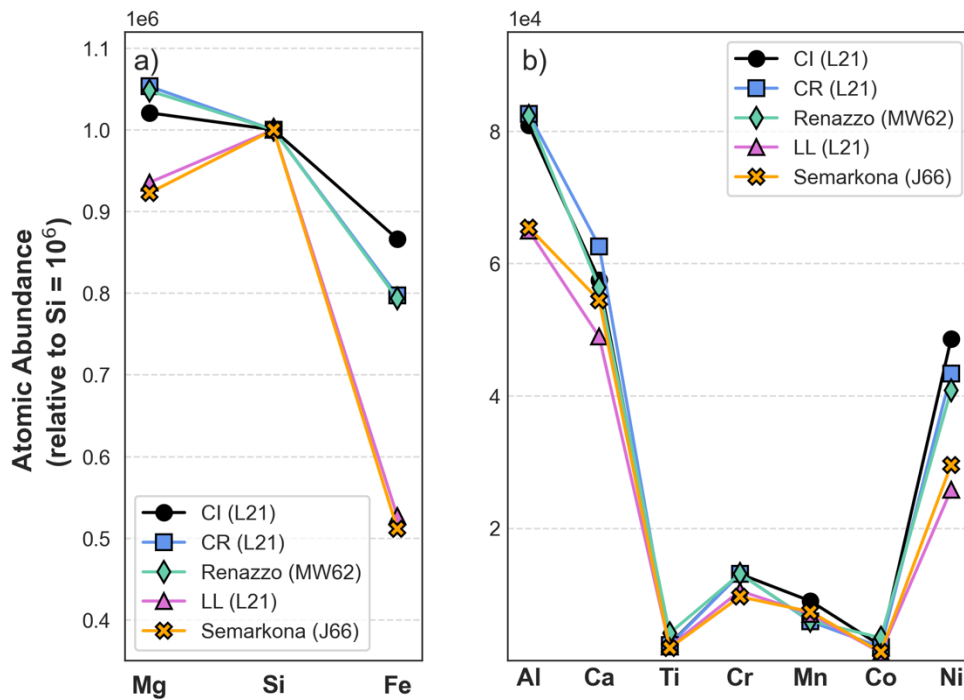 1e6
a)
1.1
1.0
0.9
0.8
0.7
0.6
0.5
0.4
Atomic Abundance
(relative to Si = 10⁶)
CI (L21)
CR (L21)
Renazzo (MW62)
LL (L21)
Semarkona (J66)
Mg Si Fe
1e4
b)
8
6
4
2
CI (L21)
CR (L21)
Renazzo (MW62)
LL (L21)
Semarkona (J66)
Al Ca Ti Cr Mn Co Ni